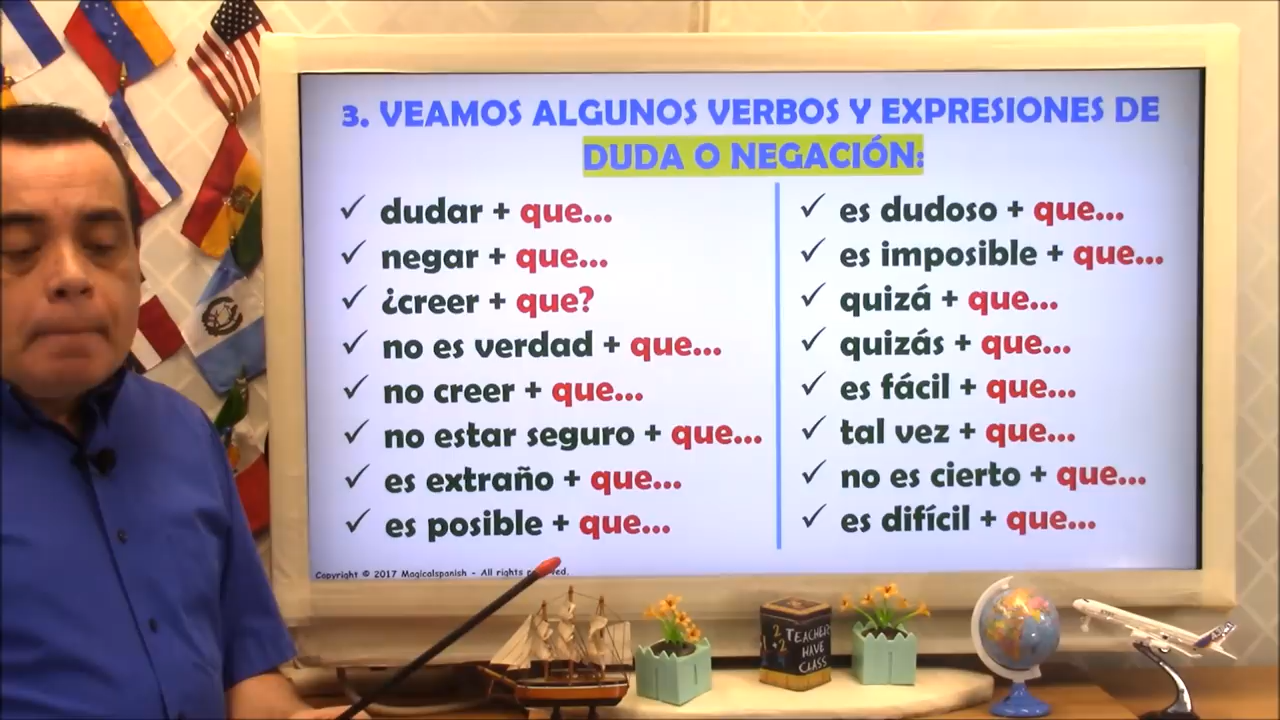 3. VEAMOS ALGUNOS VERBOS Y EXPRESIONES DE
DUDA O NEGACIÓN:
✓ dudar + que...
✓ negar + que...
✓ ¿creer + que?
✓ no es verdad + que...
✓ no creer + que...
✓ no estar seguro + que...
✓ es extraño + que...
✓ es posible + que...
✓ es dudoso + que...
✓ es imposible + que...
✓ quizá + que...
✓ quizás + que...
✓ es fácil + que...
✓ tal vez + que...
✓ no es cierto + que...
✓ es difícil + que...
Copyright © 2017 Magicalspanish - All rights
TEACHERS
HAVE
CLASS